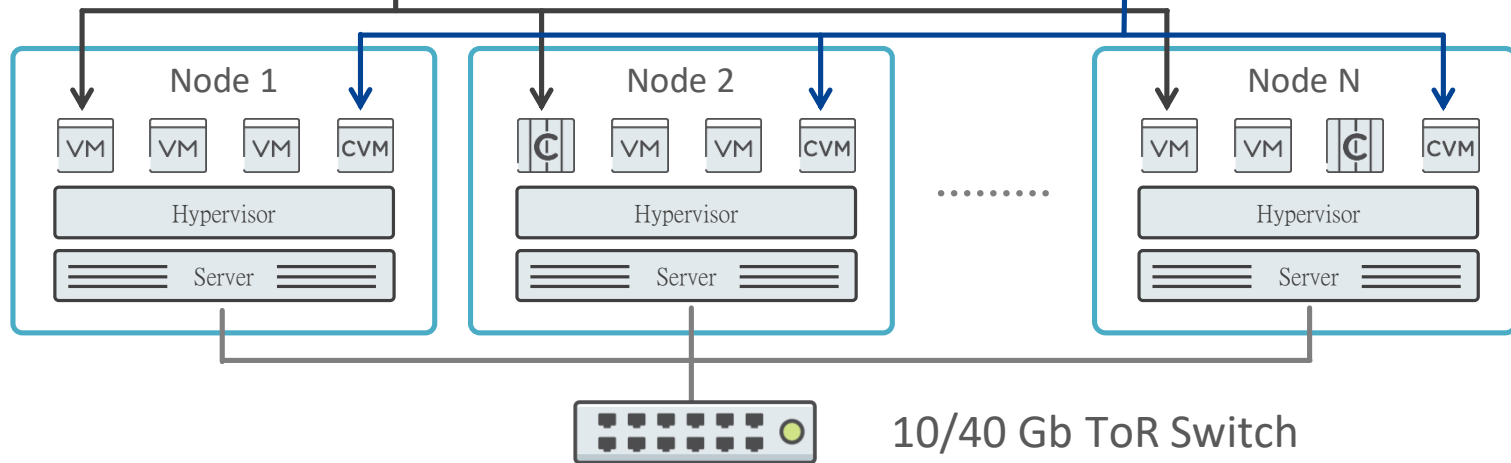 Node 1 Node 2 Node N
VM VM VM CVM C VM VM CVM VM VM C CVM
Hypervisor Hypervisor Hypervisor
Server Server Server
10/40 Gb ToR Switch